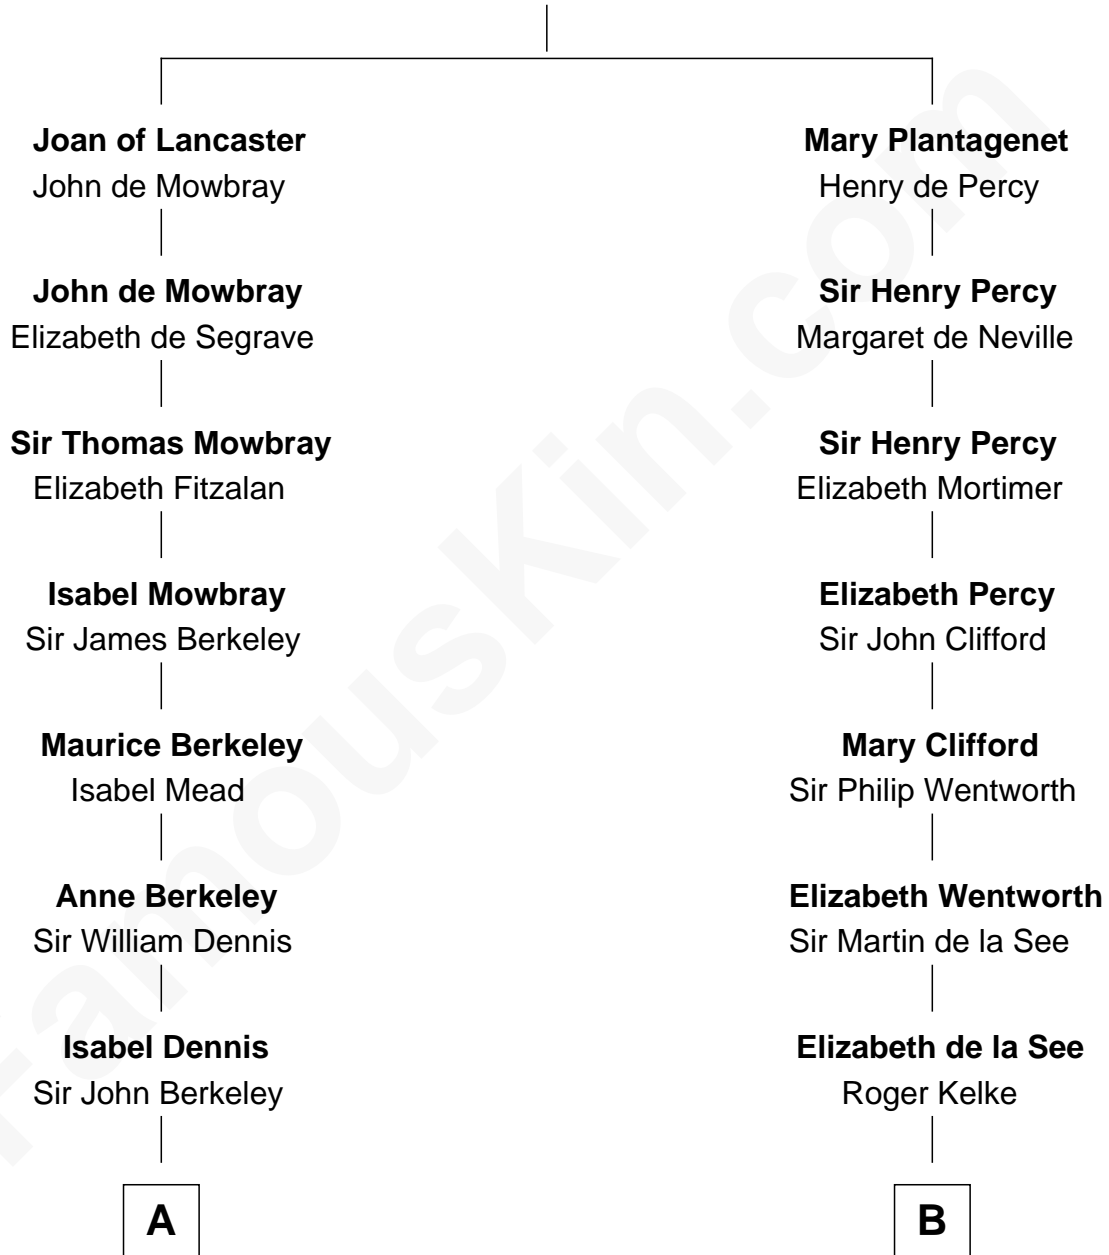 Joan of Lancaster
John de Mowbray
John de Mowbray
Elizabeth de Segrave
Sir Thomas Mowbray
Elizabeth Fitzalan
Isabel Mowbray
Sir James Berkeley
Maurice Berkeley
Isabel Mead
Anne Berkeley
Sir William Dennis
Isabel Dennis
Sir John Berkeley
A
Mary Plantagenet
Henry de Percy
Sir Henry Percy
Margaret de Neville
Sir Henry Percy
Elizabeth Mortimer
Elizabeth Percy
Sir John Clifford
Mary Clifford
Sir Philip Wentworth
Elizabeth Wentworth
Sir Martin de la See
Elizabeth de la See
Roger Kelke
B
FamousKin.com